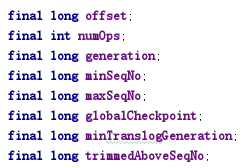 final long offset;
final int numOps;
final long generation;
final long minSeqNo;
final long maxSeqNo;
final long globalCheckpoint;
final long minTranslogGeneration;
final long trimmedAboveSeqNo;